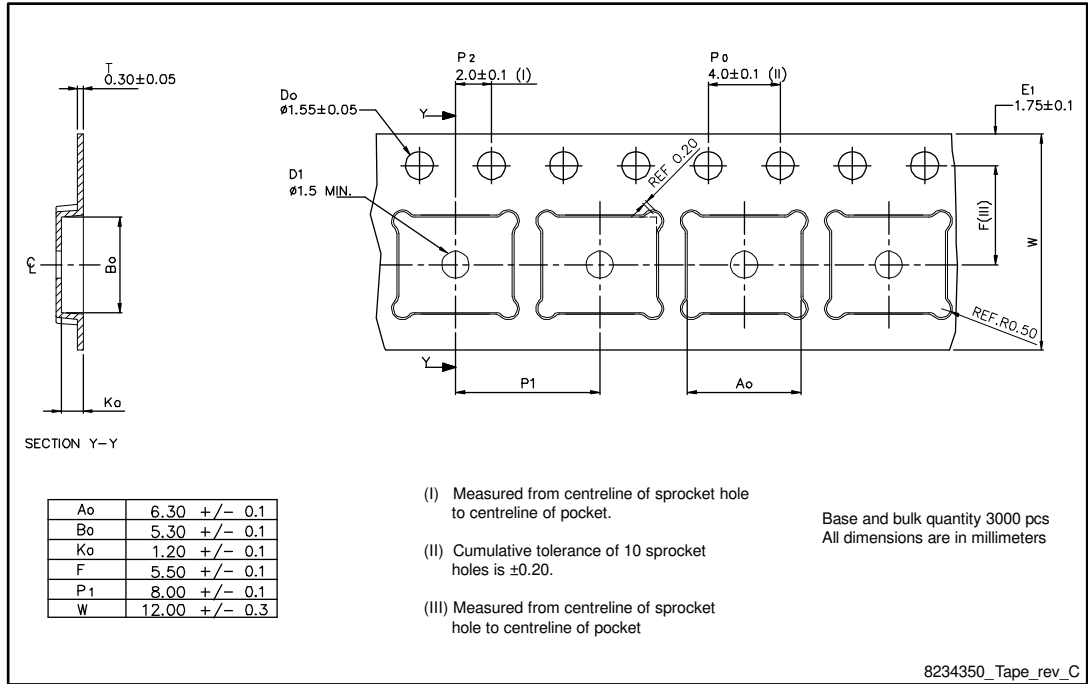 T
0.30±0.05
P2
2.0±0.1 (I)
P0
4.0±0.1 (II)
Do
ø1.55±0.05
E1
1.75±0.1
Y
D1
ø1.5 MIN.
REF 0.20
F(III)
W
Bo
℄
REF.R0.50
Y
P1
Ao
Ko
SECTION Y-Y
Ao 6.30 +/- 0.1
Bo 5.30 +/- 0.1
Ko 1.20 +/- 0.1
F 5.50 +/- 0.1
P1 8.00 +/- 0.1
W 12.00 +/- 0.3
(I) Measured from centreline of sprocket hole
to centreline of pocket.
(II) Cumulative tolerance of 10 sprocket
holes is ±0.20.
(III) Measured from centreline of sprocket
hole to centreline of pocket
Base and bulk quantity 3000 pcs
All dimensions are in millimeters
8234350_Tape_rev_C